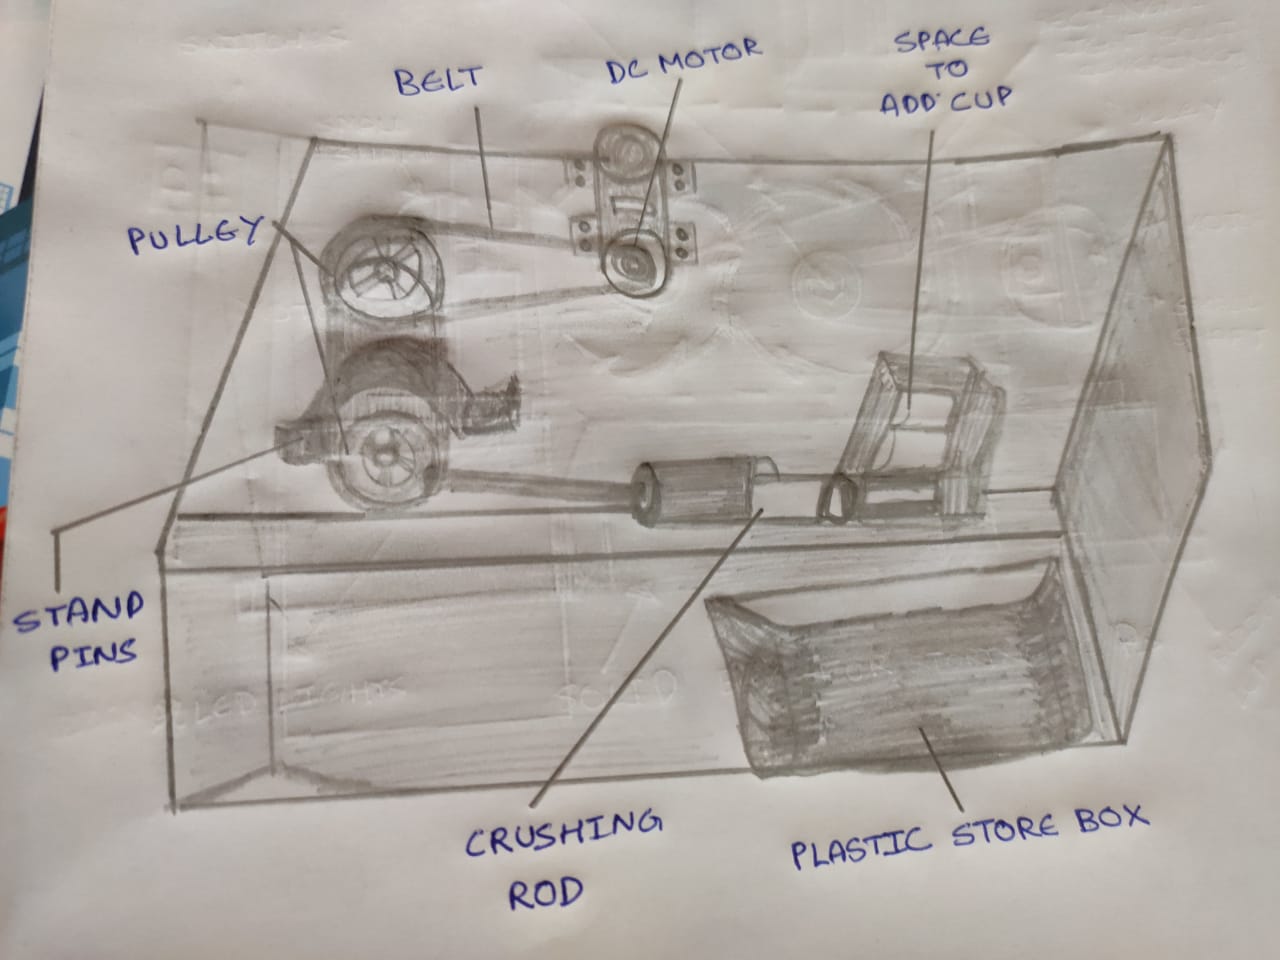 BELT
DC MOTOR
SPACE
TO
ADD CUP
PULLEY
STAND
PINS
CRUSHING
ROD
PLASTIC STORE BOX